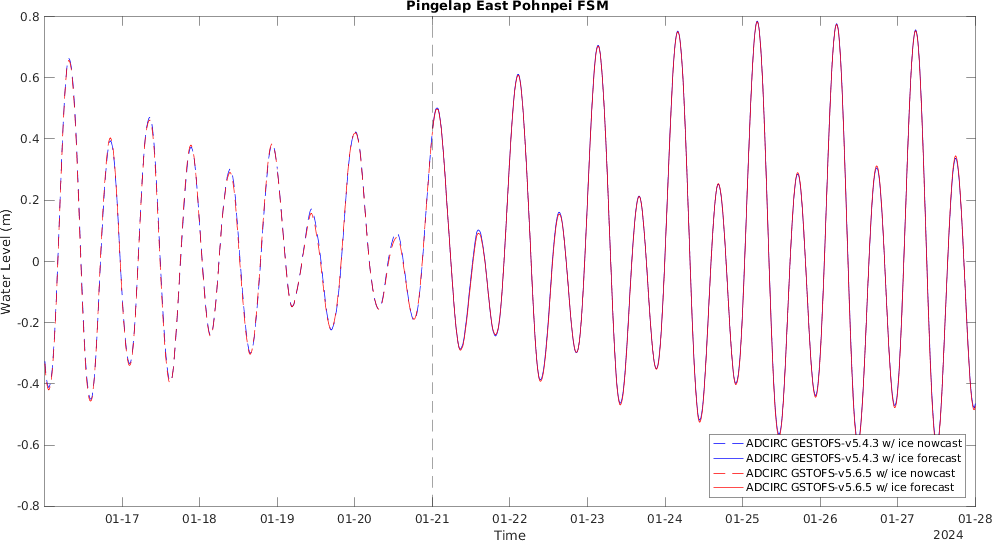 Pingelap East Pohnpei FSM
0.8
0.6
0.4
0.2
0
-0.2
-0.4
-0.6
-0.8
Water Level (m)
ADCIRC GESTOFS-v5.4.3 w/ ice nowcast
ADCIRC GESTOFS-v5.4.3 w/ ice forecast
ADCIRC GSTOFS-v5.6.5 w/ ice nowcast
ADCIRC GSTOFS-v5.6.5 w/ ice forecast
01-17 01-18 01-19 01-20 01-21 01-22 01-23 01-24 01-25 01-26 01-27 01-28
Time
2024